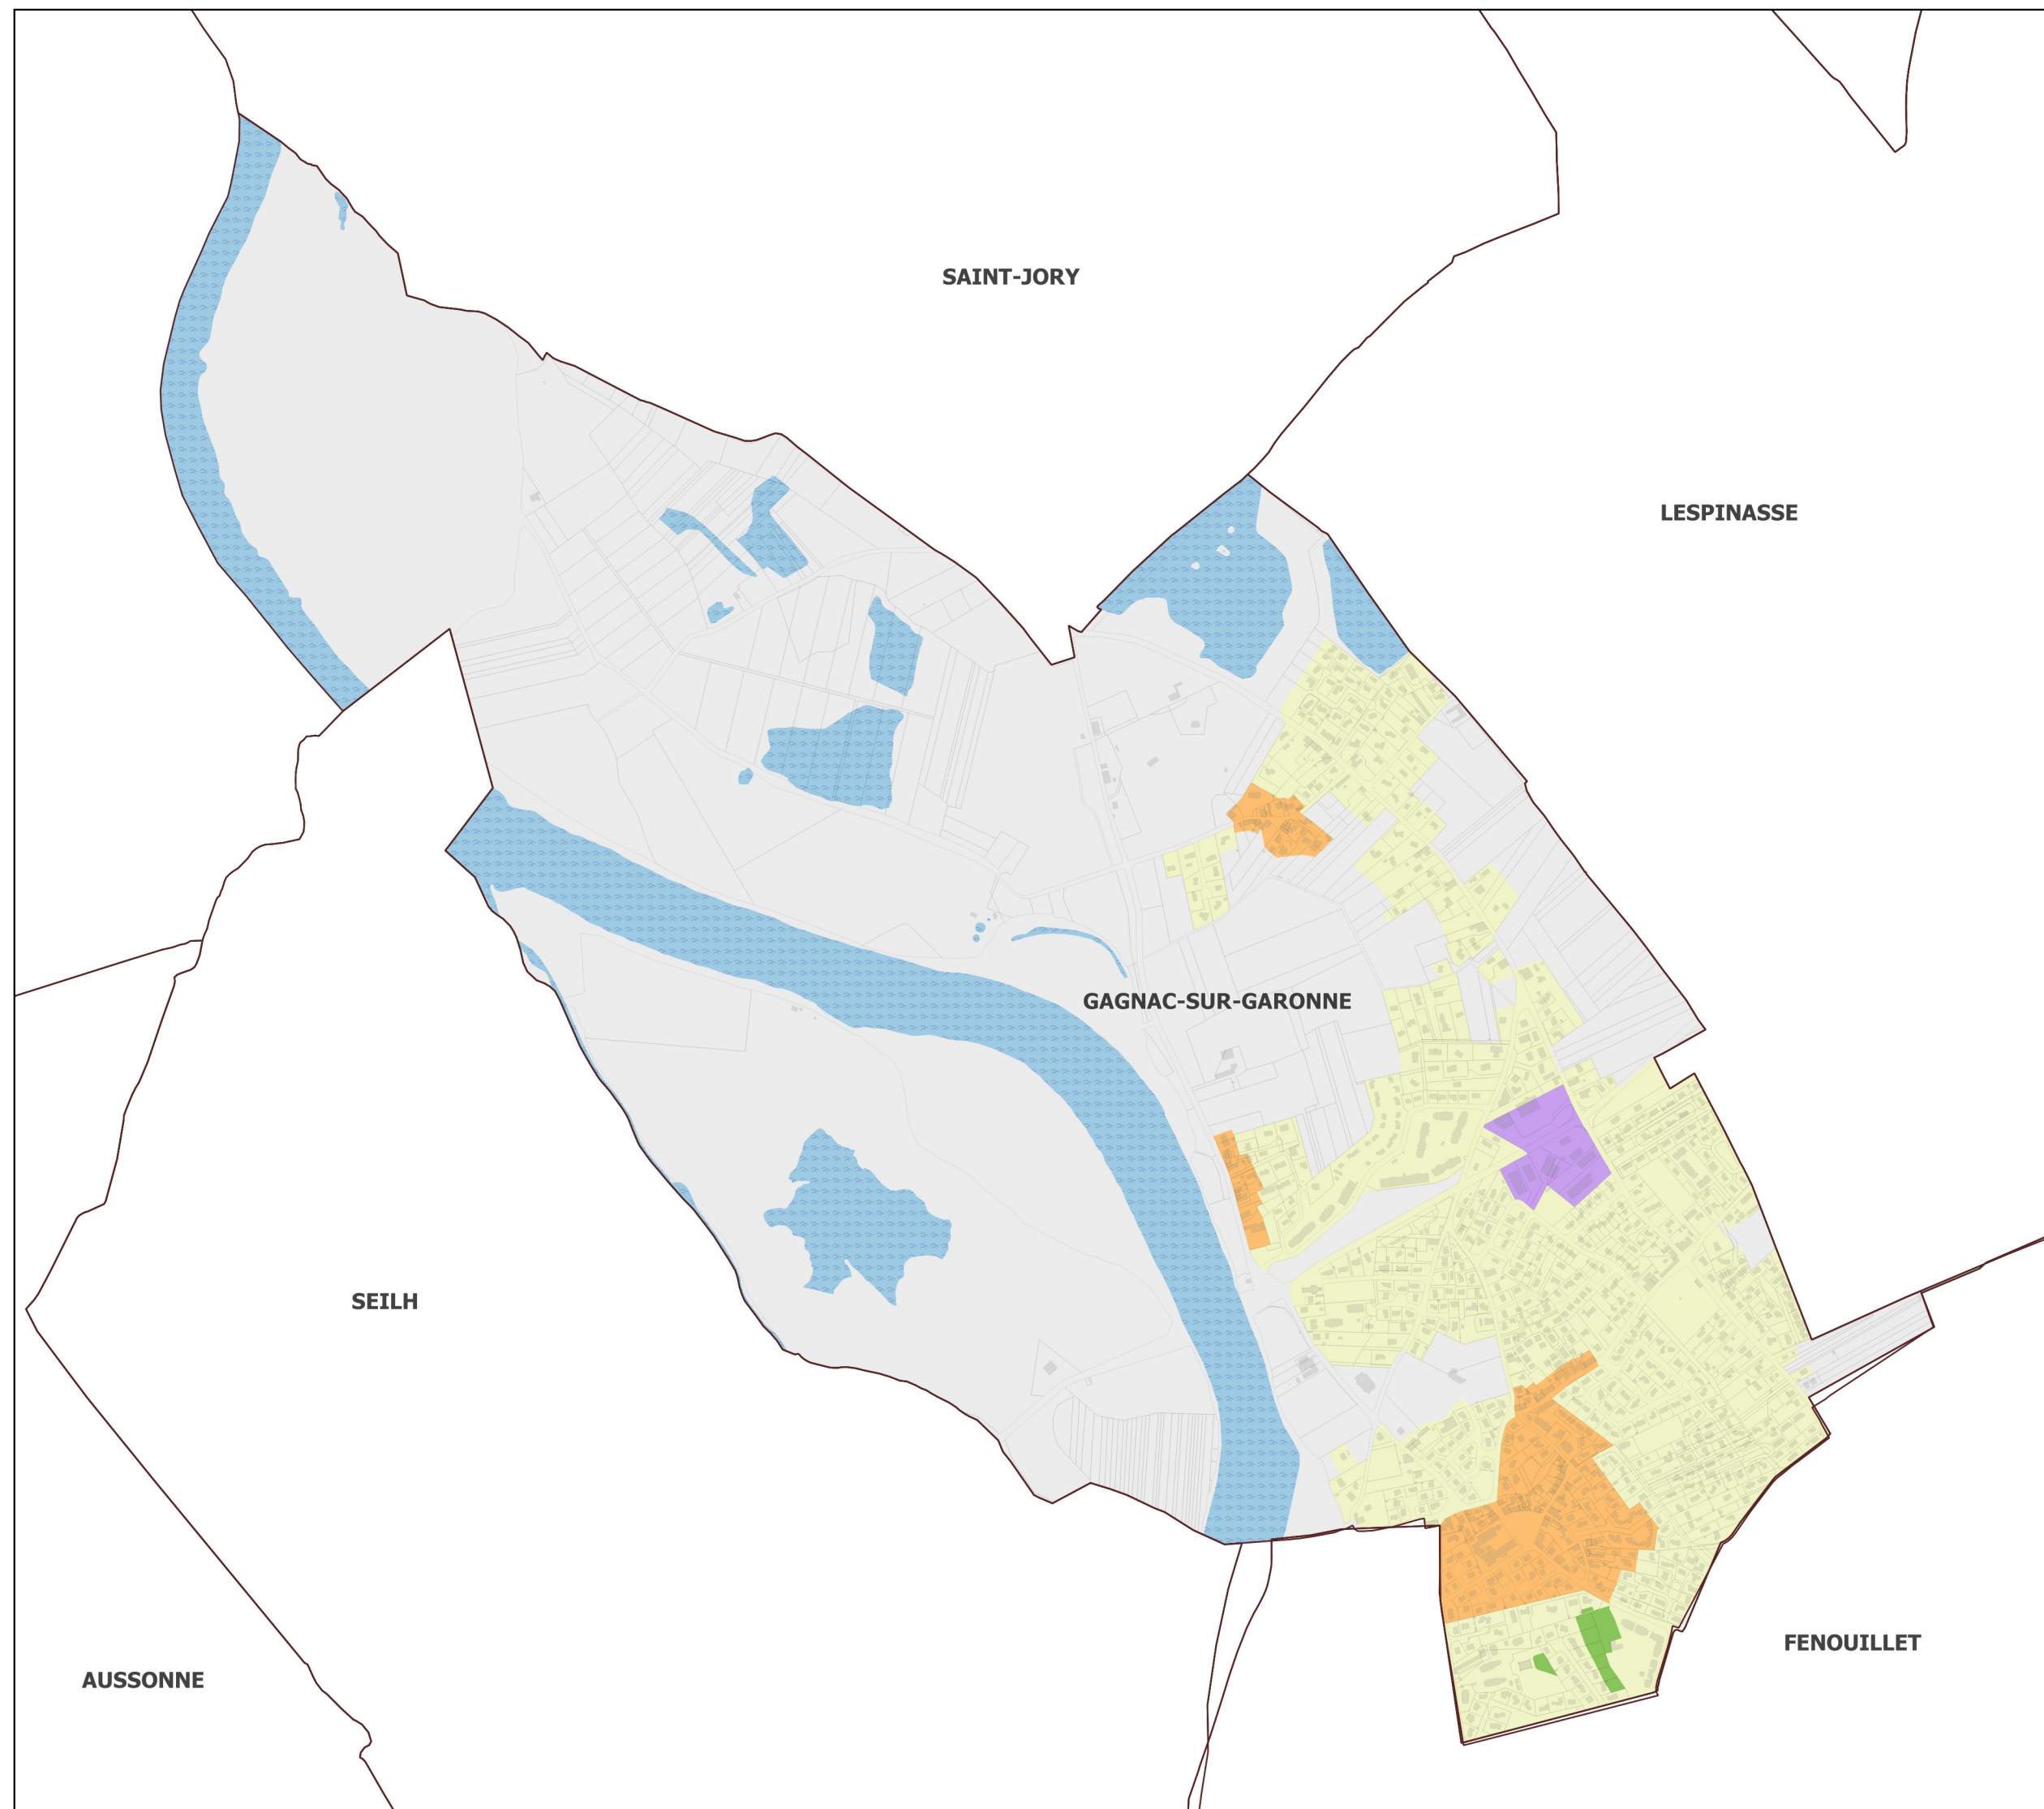 SAINT-JORY
LESPINASSE
GAGNAC-SUR-GARONNE
SEILH
FENOUILLET
AUSSONNE